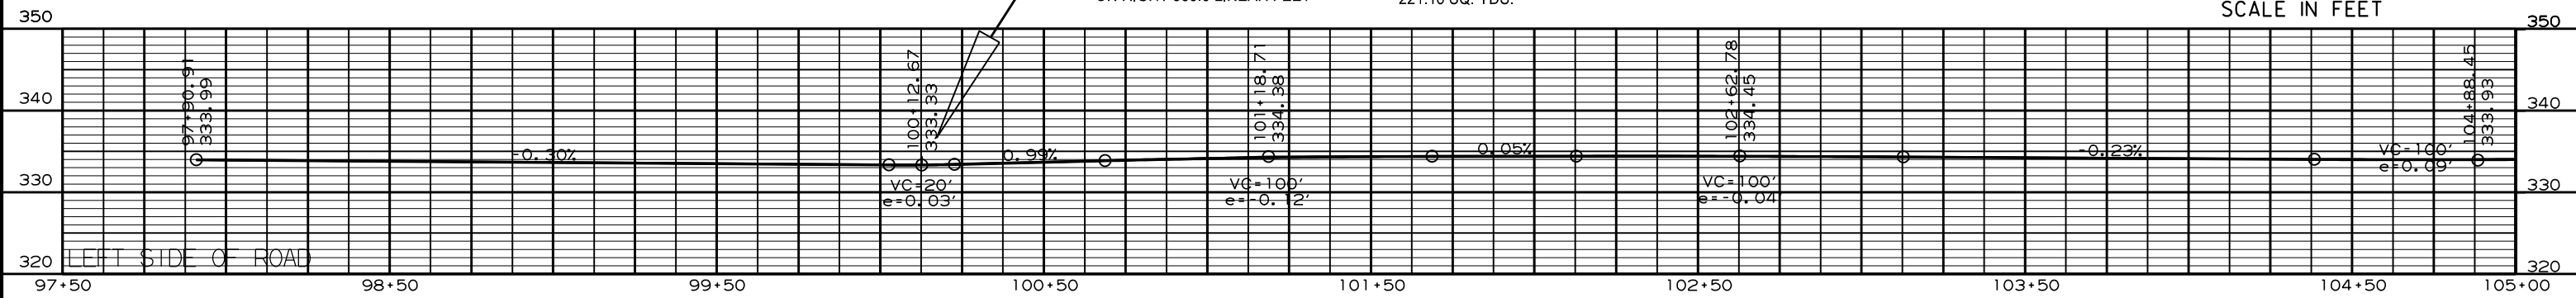 SCALE IN FEET
350 350
97+90.91
333.99
100+12.67
333.33
101+18.71
334.38
102+62.78
334.45
104+88.45
333.93
340 340
-0.30% 0.99% 0.05% -0.23%
VC=20' VC=100' VC=100' VC=100'
e=0.03' e=-0.12' e=-0.04 e=0.09'
330 330
LEFT SIDE OF ROAD
320 320
97+50 98+50 99+50 100+50 101+50 102+50 103+50 104+50 105+00